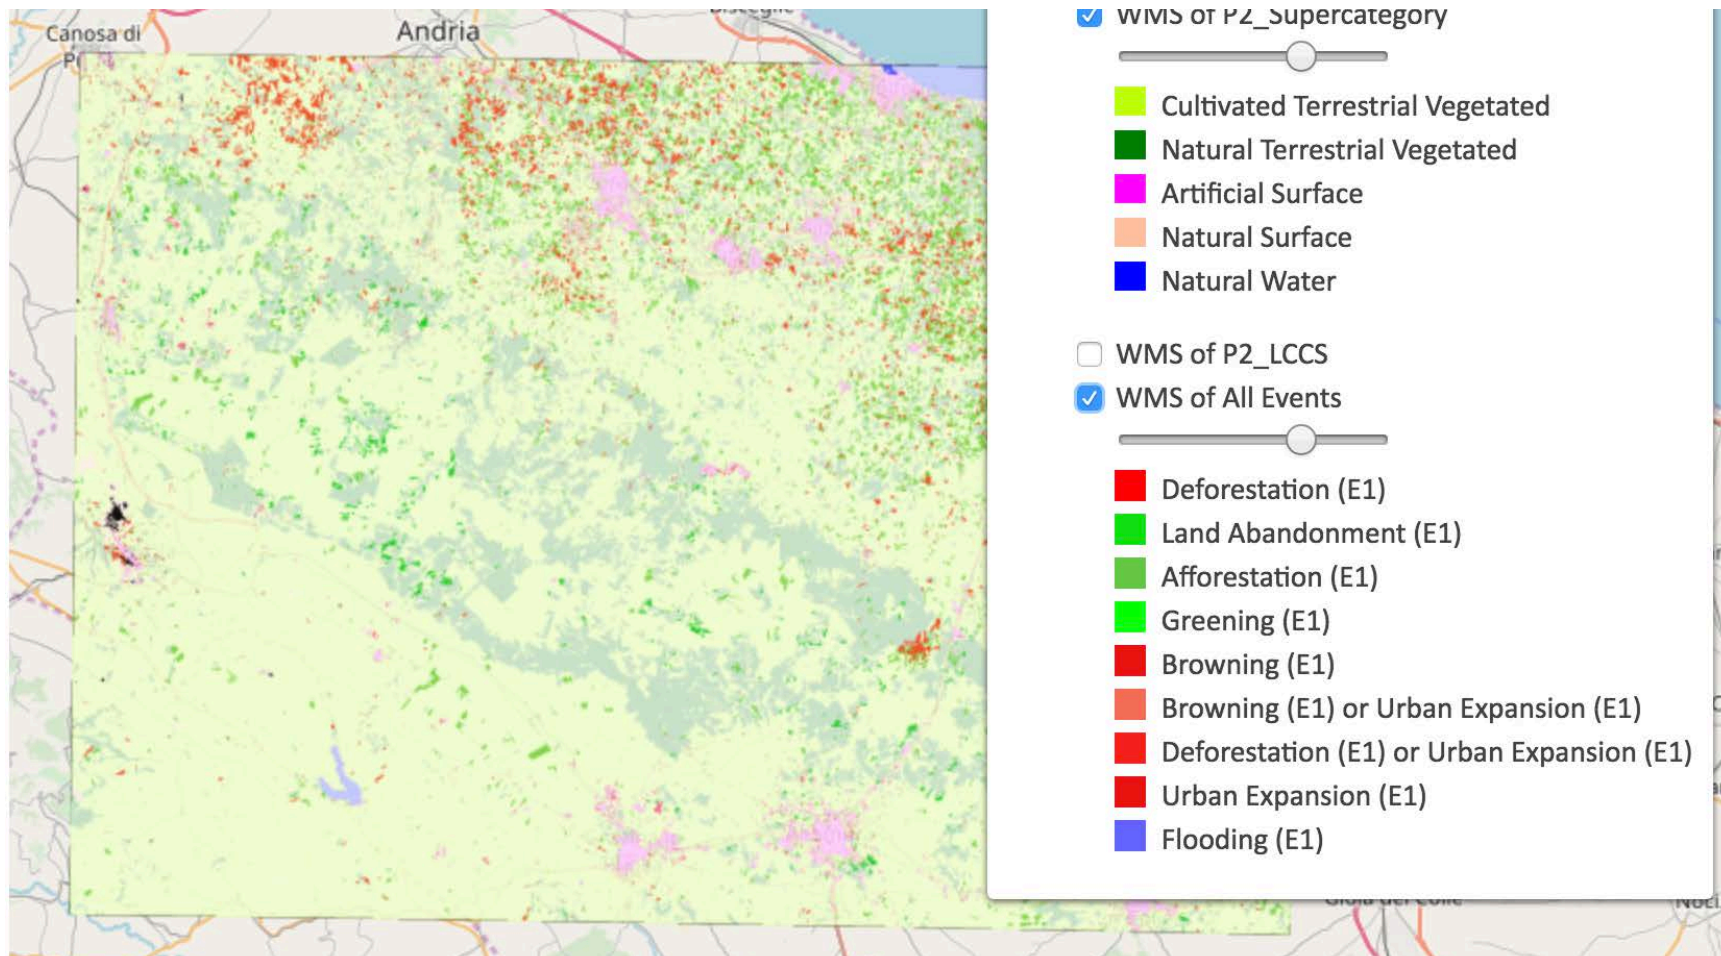 Canosa di
Andria
WMS of P2_Supercategory
Cultivated Terrestrial Vegetated
Natural Terrestrial Vegetated
Artificial Surface
Natural Surface
Natural Water
WMS of P2_LCCS
WMS of All Events
Deforestation (E1)
Land Abandonment (E1)
Afforestation (E1)
Greening (E1)
Browning (E1)
Browning (E1) or Urban Expansion (E1)
Deforestation (E1) or Urban Expansion (E1)
Urban Expansion (E1)
Flooding (E1)